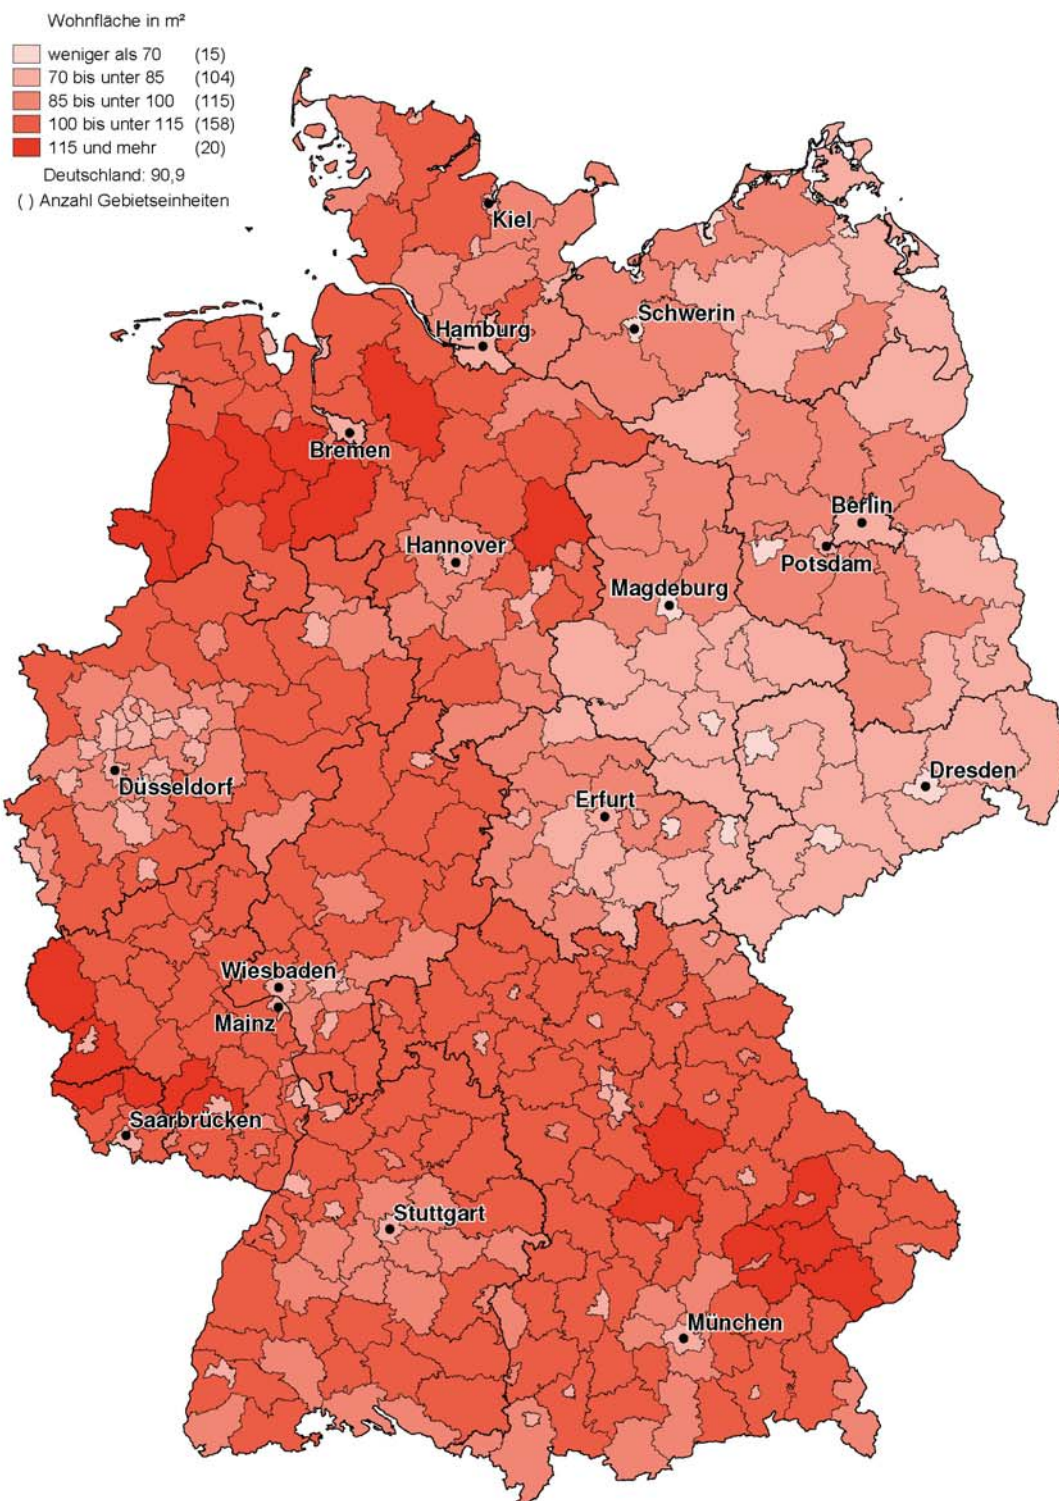 Wohnfläche in m²
weniger als 70 (15)
70 bis unter 85 (104)
85 bis unter 100 (115)
100 bis unter 115 (158)
115 und mehr (20)
Deutschland: 90,9
( ) Anzahl Gebietseinheiten
Kiel
Schwerin
Hamburg
Bremen
Berlin
Hannover
Potsdam
Magdeburg
Düsseldorf
Dresden
Erfurt
Wiesbaden
Mainz
Saarbrücken
Stuttgart
München